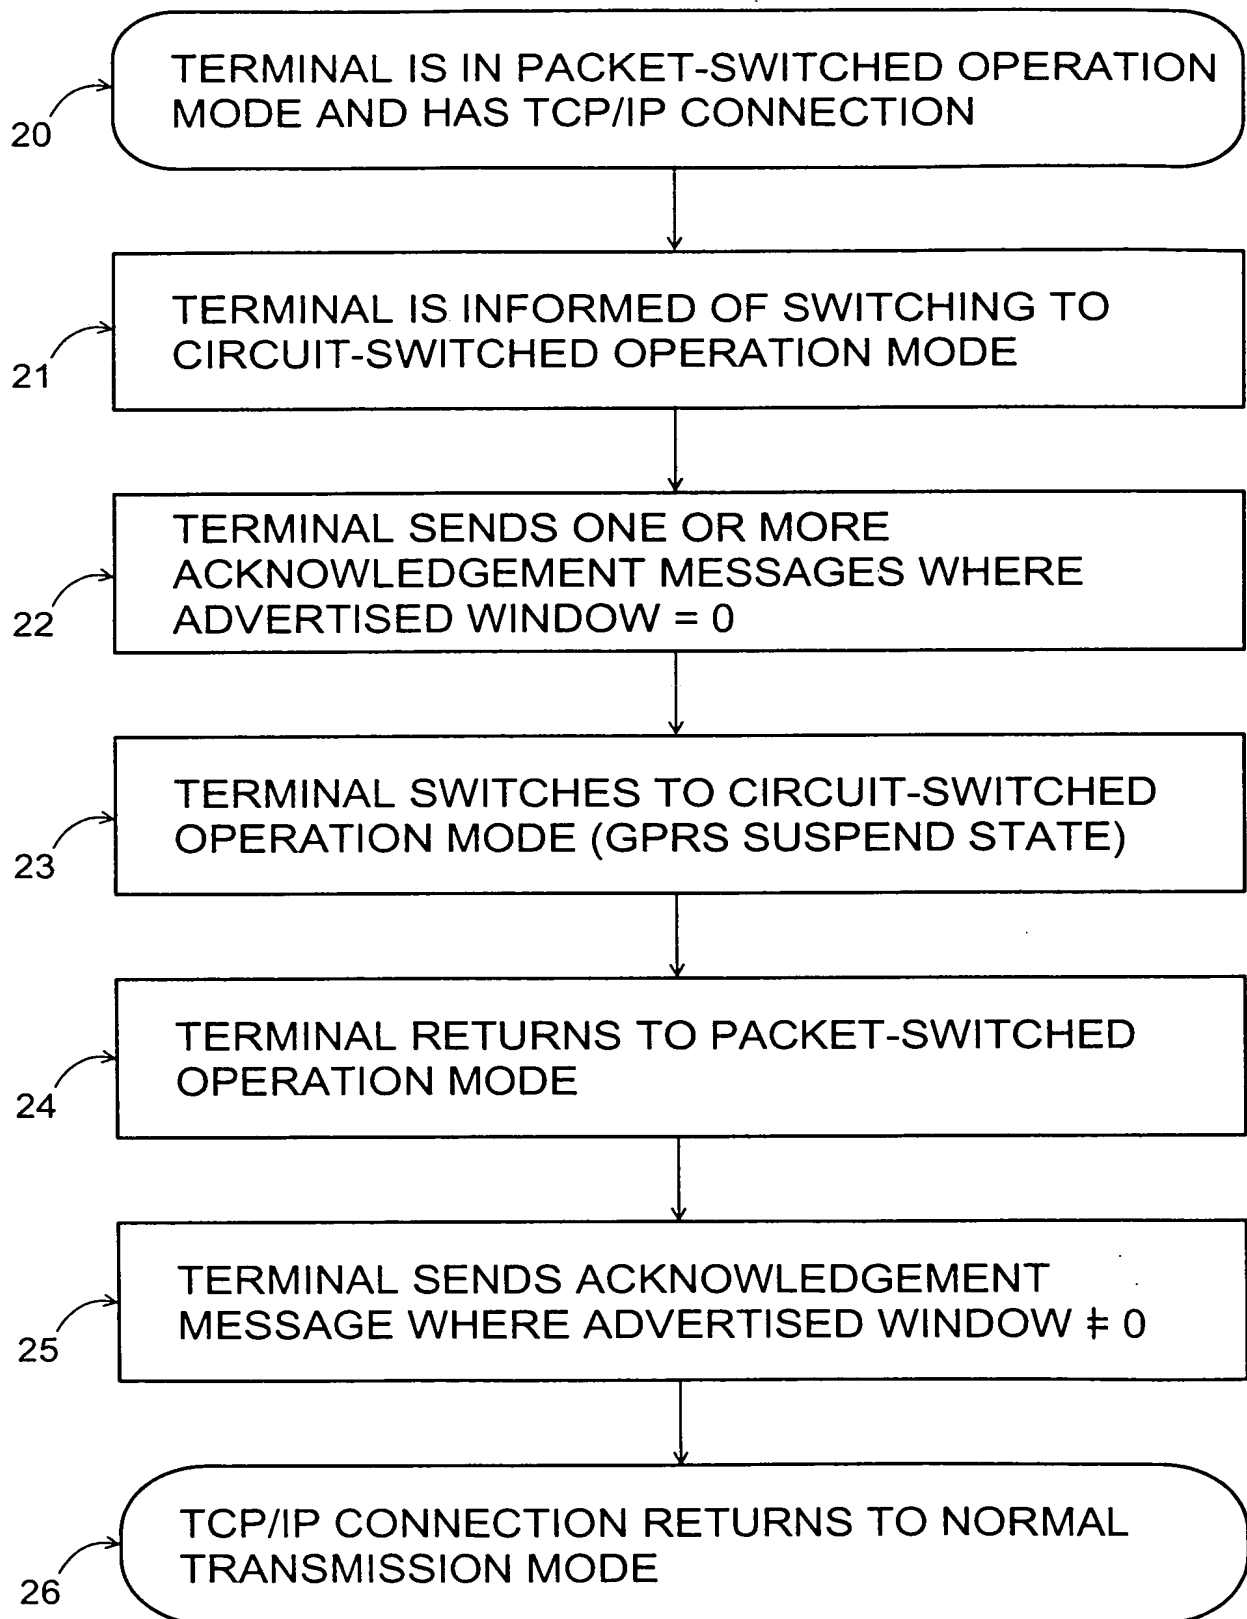 TERMINAL IS IN PACKET-SWITCHED OPERATION
MODE AND HAS TCP/IP CONNECTION
20
TERMINAL IS INFORMED OF SWITCHING TO
CIRCUIT-SWITCHED OPERATION MODE
21
TERMINAL SENDS ONE OR MORE
ACKNOWLEDGEMENT MESSAGES WHERE
ADVERTISED WINDOW = 0
22
TERMINAL SWITCHES TO CIRCUIT-SWITCHED
OPERATION MODE (GPRS SUSPEND STATE)
23
TERMINAL RETURNS TO PACKET-SWITCHED
OPERATION MODE
24
TERMINAL SENDS ACKNOWLEDGEMENT
MESSAGE WHERE ADVERTISED WINDOW ≠ 0
25
TCP/IP CONNECTION RETURNS TO NORMAL
TRANSMISSION MODE
26